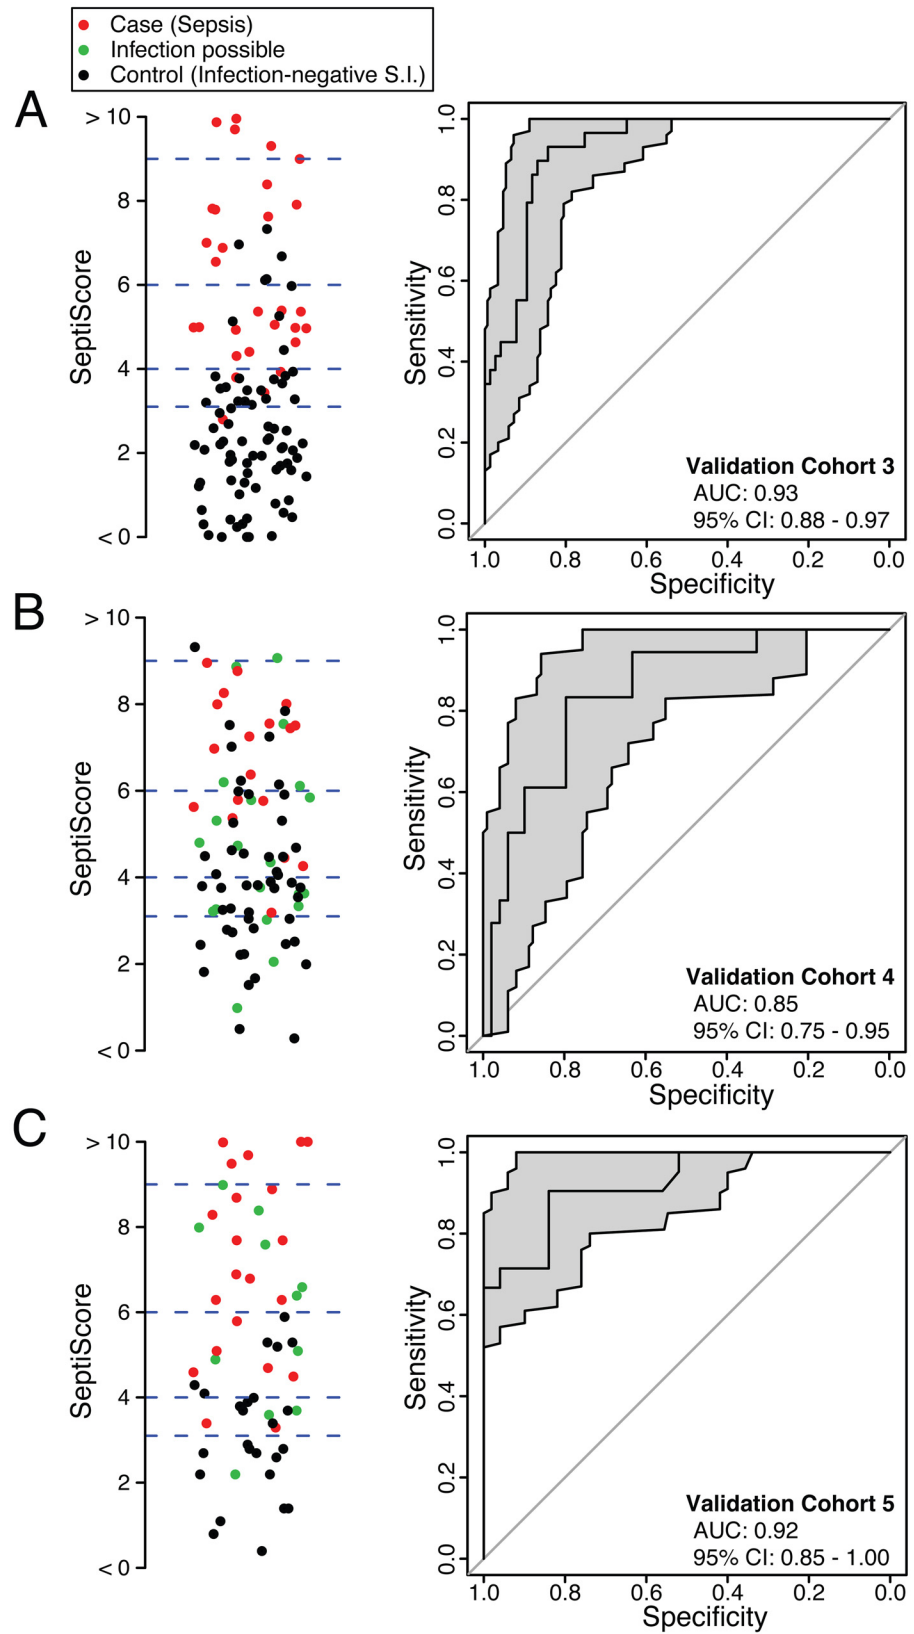 Case (Sepsis)
Infection possible
Control (Infection-negative S.I.)
A
> 10
8
6
4
2
< 0
SeptiScore
1.0
0.8
0.6
0.4
0.2
0.0
Sensitivity
Validation Cohort 3
AUC: 0.93
95% CI: 0.88 - 0.97
1.0 0.8 0.6 0.4 0.2 0.0
Specificity
B
> 10
8
6
4
2
< 0
SeptiScore
1.0
0.8
0.6
0.4
0.2
0.0
Sensitivity
Validation Cohort 4
AUC: 0.85
95% CI: 0.75 - 0.95
1.0 0.8 0.6 0.4 0.2 0.0
Specificity
C
> 10
8
6
4
2
< 0
SeptiScore
1.0
0.8
0.6
0.4
0.2
0.0
Sensitivity
Validation Cohort 5
AUC: 0.92
95% CI: 0.85 - 1.00
1.0 0.8 0.6 0.4 0.2 0.0
Specificity